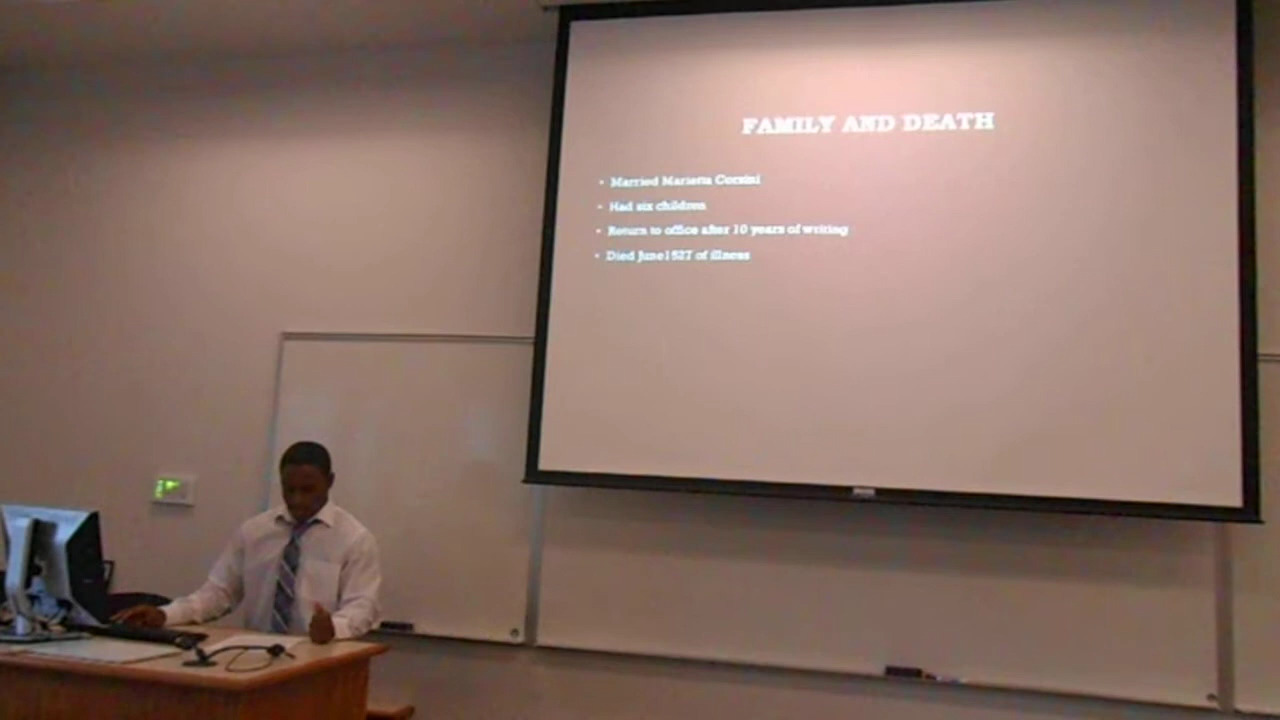 FAMILY AND DEATH
• Married Marietta Corsini
• Had six children
• Return to office after 10 years of writing
• Died June1527 of illness